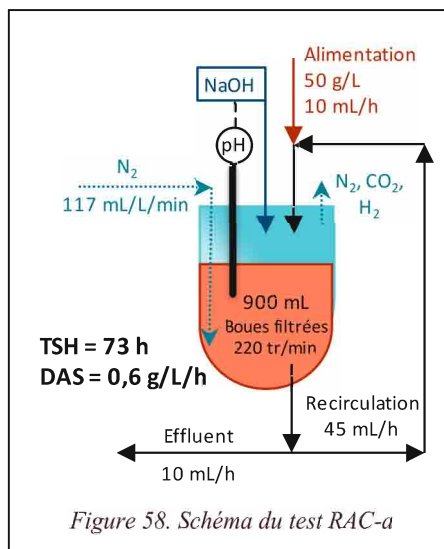 Alimentation
50 g/L
10 mL/h
NaOH
pH
N₂
117 mL/L/min
N₂, CO₂,
H₂
900 mL
Boues filtrées
220 tr/min
TSH = 73 h
DAS = 0,6 g/L/h
Recirculation
45 mL/h
Effluent
10 mL/h
Figure 58. Schéma du test RAC-a